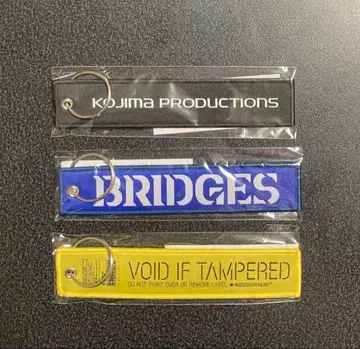 KOJIMA PRODUCTIONS
BRIDGES
VOID IF TAMPERED
DO NOT PAINT OVER OR REMOVE LABEL